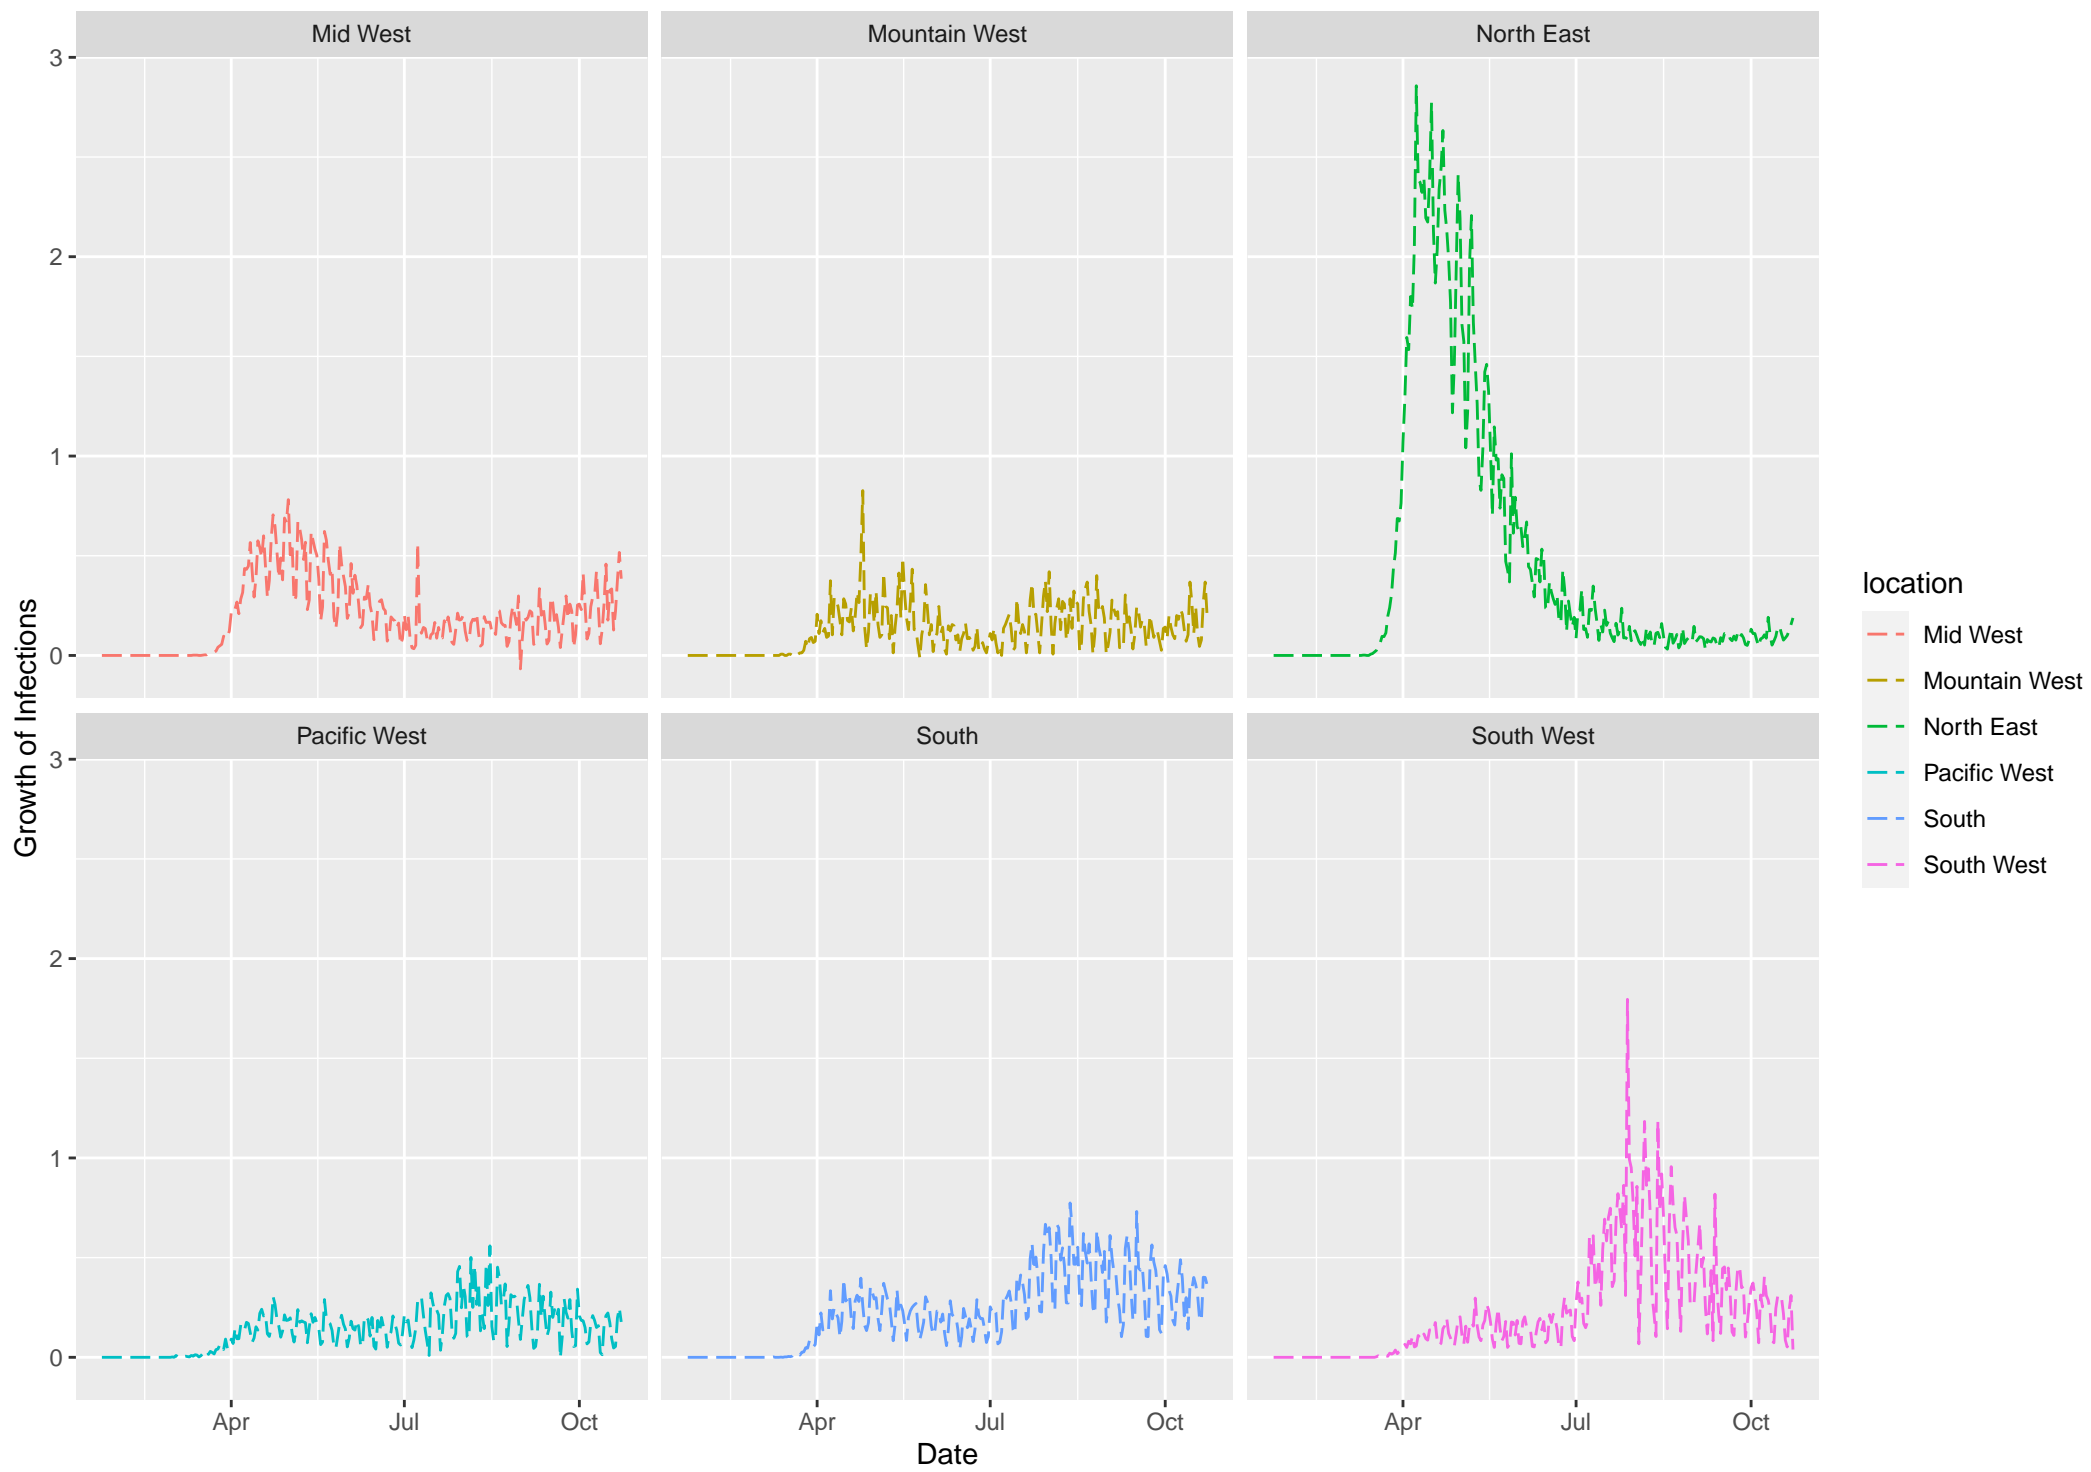 Mid West
Mountain West
North East
3
2
1
0
Pacific West
South
South West
3
2
1
0
Apr
Jul
Oct
Apr
Jul
Oct
Apr
Jul
Oct
Date
Growth of Infections
location
Mid West
Mountain West
North East
Pacific West
South
South West